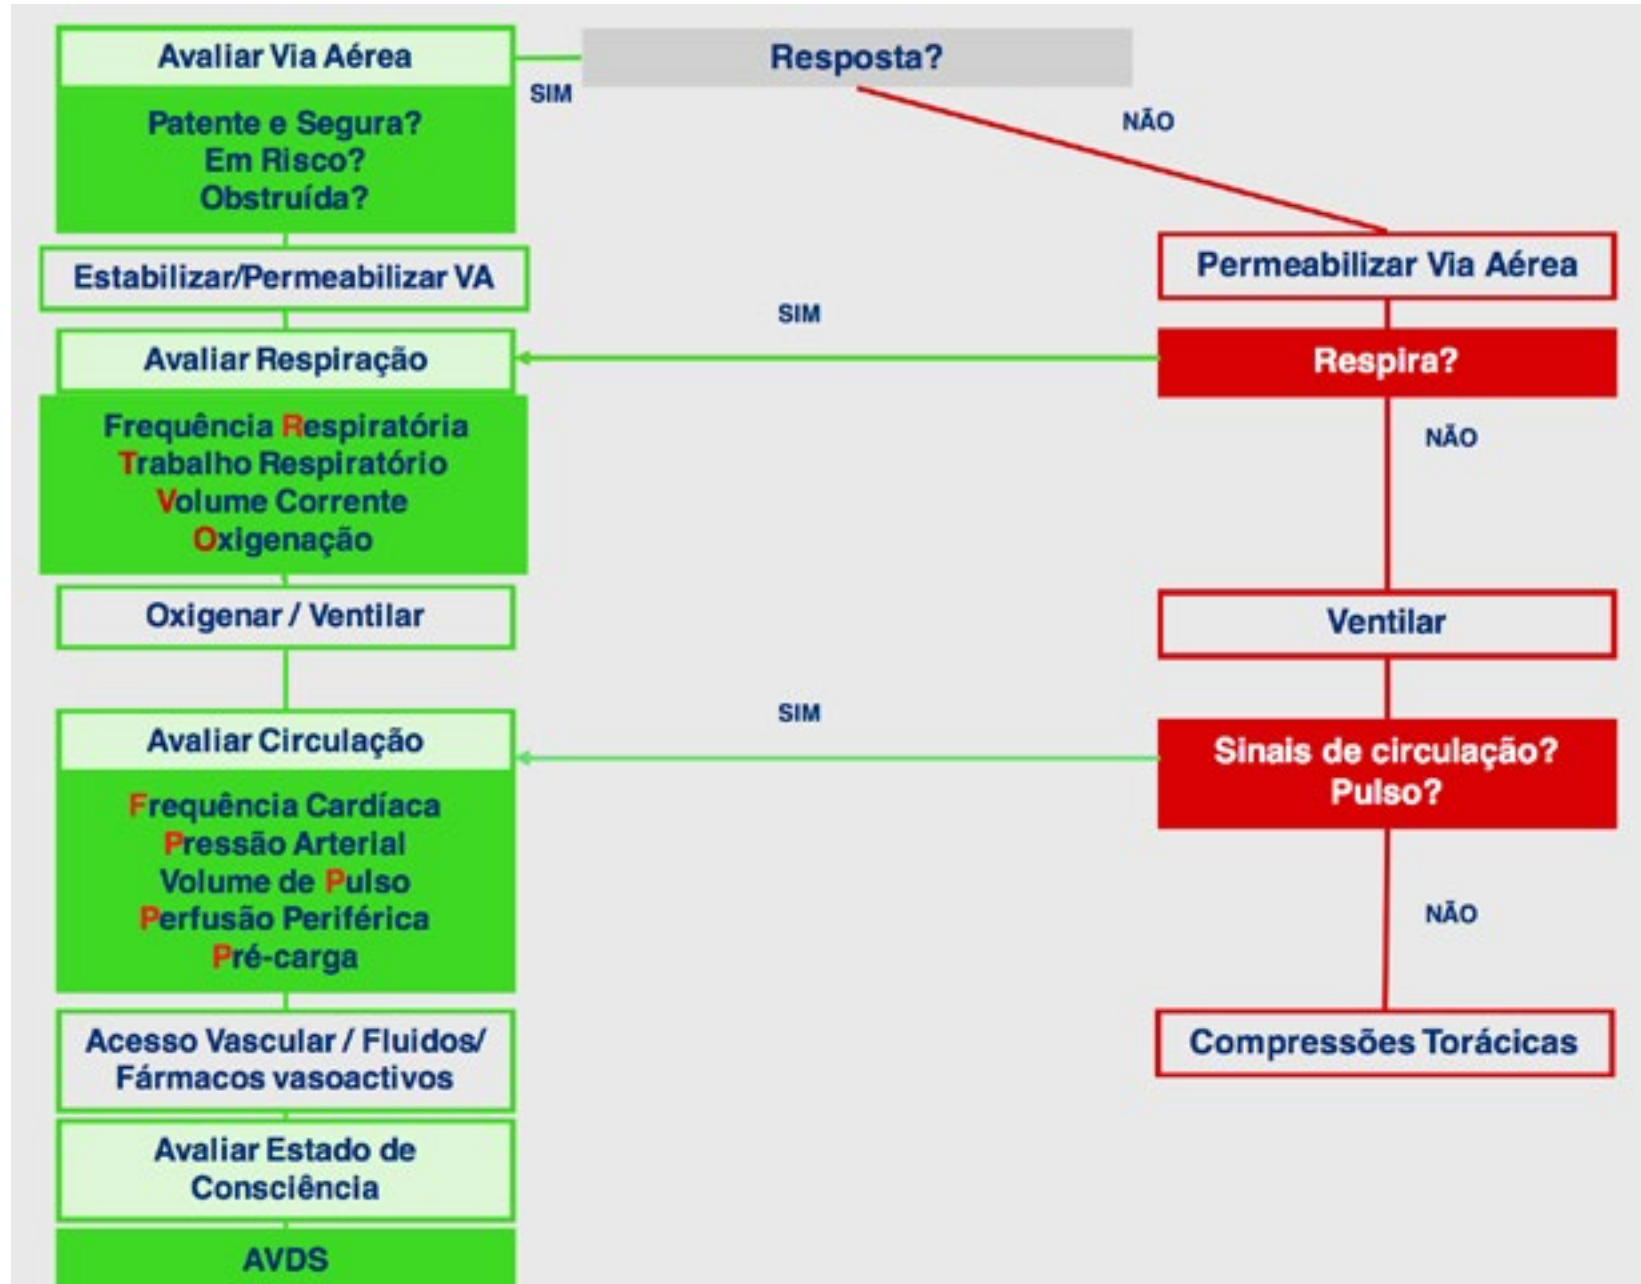 Avaliar Via Aérea
Resposta?
SIM
NÃO
Patente e Segura?
Em Risco?
Obstruída?
Estabilizar/Permeabilizar VA
Permeabilizar Via Aérea
SIM
Avaliar Respiração
Respira?
Frequência Respiratória
Trabalho Respiratório
Volume Corrente
Oxigenação
NÃO
Oxigenar / Ventilar
Ventilar
SIM
Avaliar Circulação
Sinais de circulação?
Pulso?
Frequência Cardíaca
Pressão Arterial
Volume de Pulso
Perfusão Periférica
Pré-carga
NÃO
Acesso Vascular / Fluidos/
Fármacos vasoactivos
Compressões Torácicas
Avaliar Estado de
Consciência
AVDS